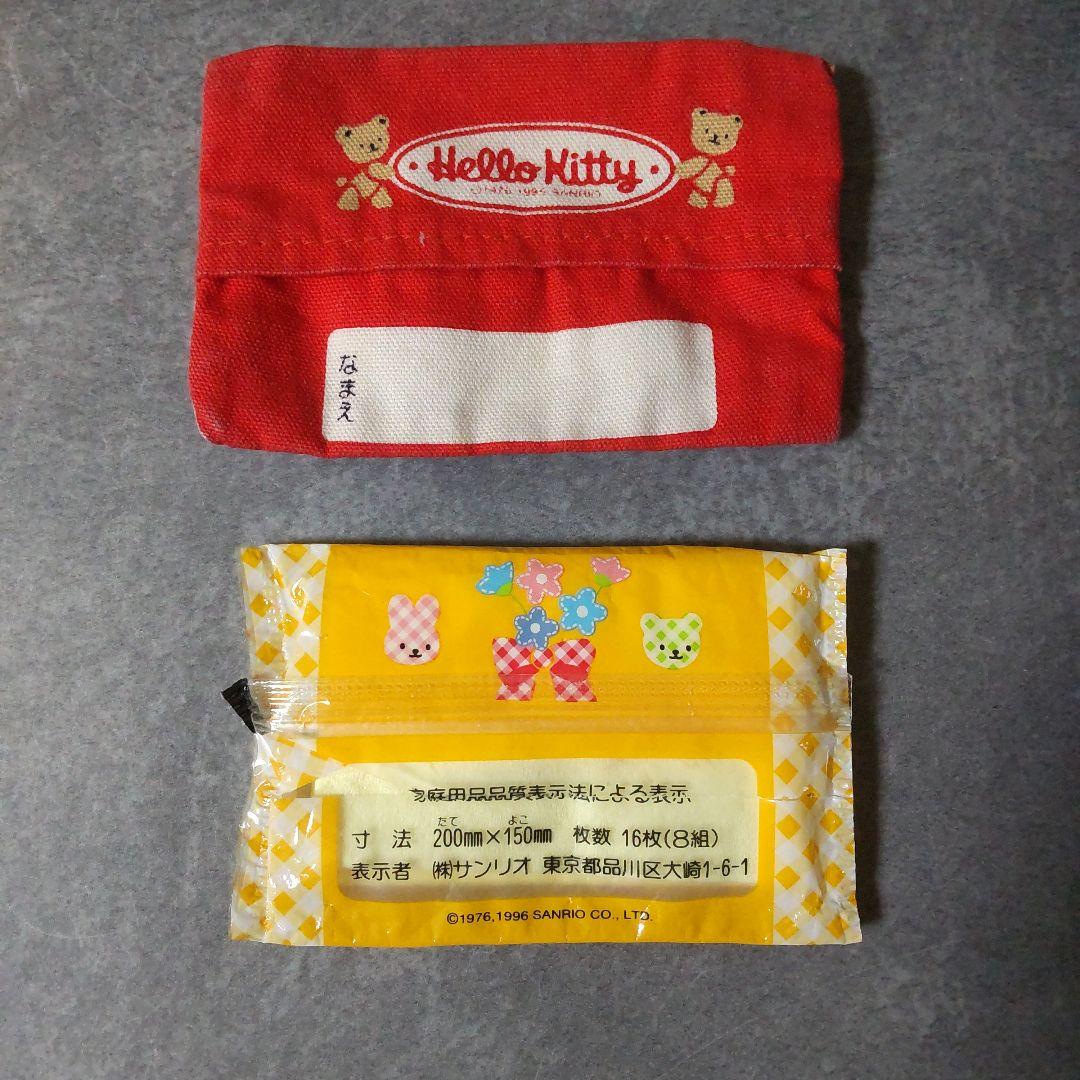 Hello Kitty
©1976, 1994 SANRIO
なまえ
家庭用品品質表示法による表示
たて よこ
寸法 200mm×150mm 枚数 16枚(8組)
表示者 ㈱サンリオ 東京都品川区大崎1-6-1
©1976,1996 SANRIO CO., LTD.